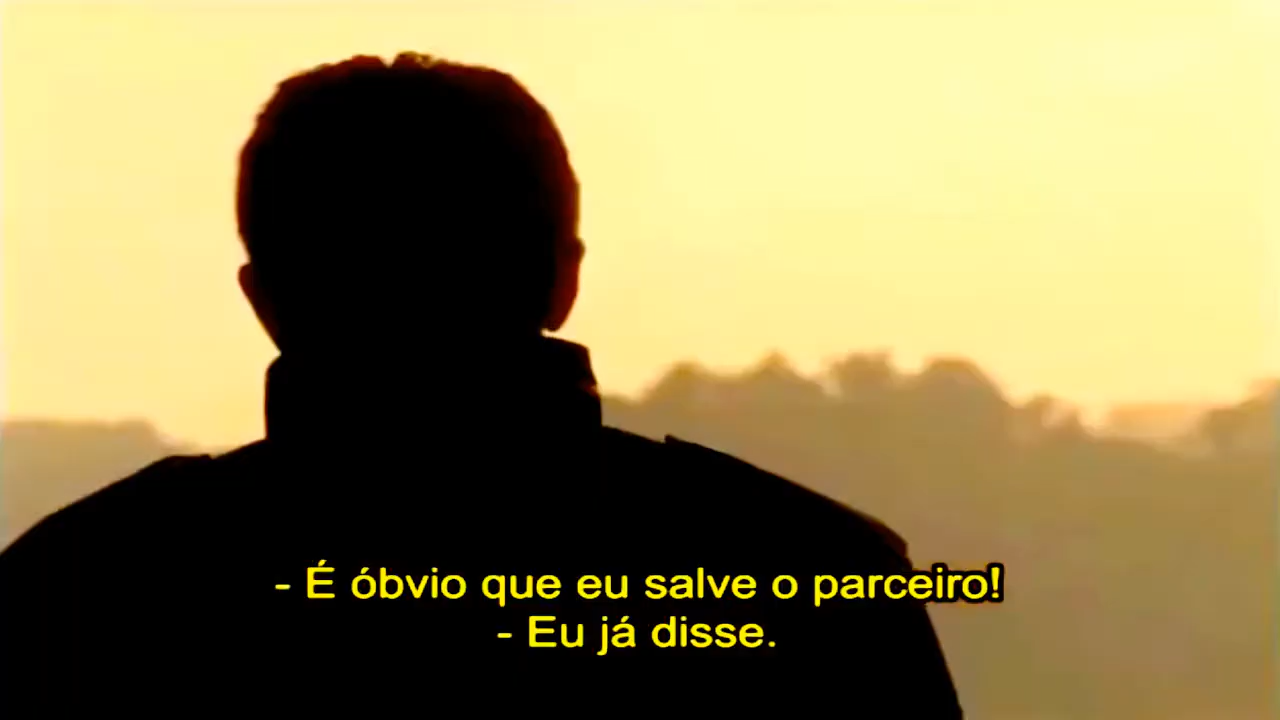 - É óbvio que eu salve o parceiro!
- Eu já disse.